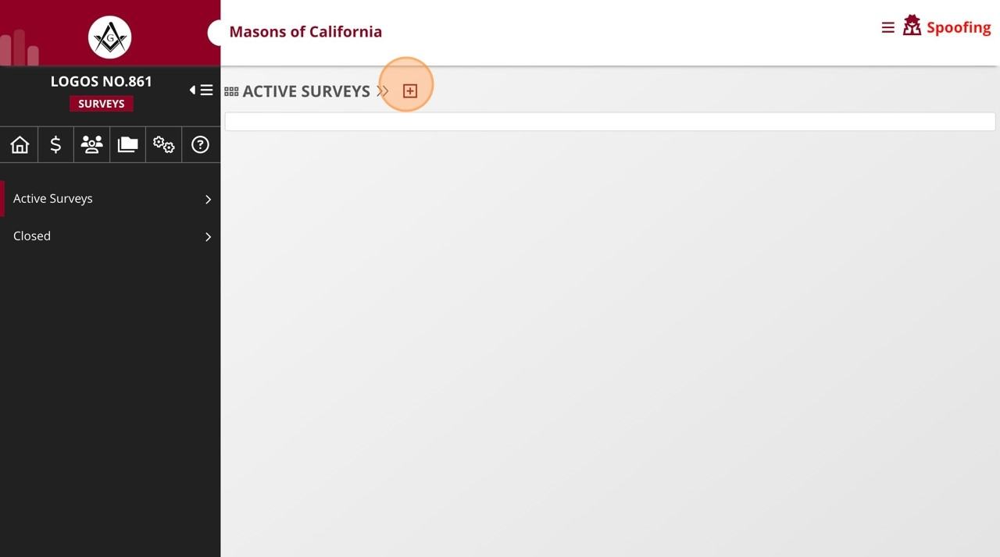 G
Masons of California
Spoofing
LOGOS NO.861
SURVEYS
ACTIVE SURVEYS
Active Surveys
Closed